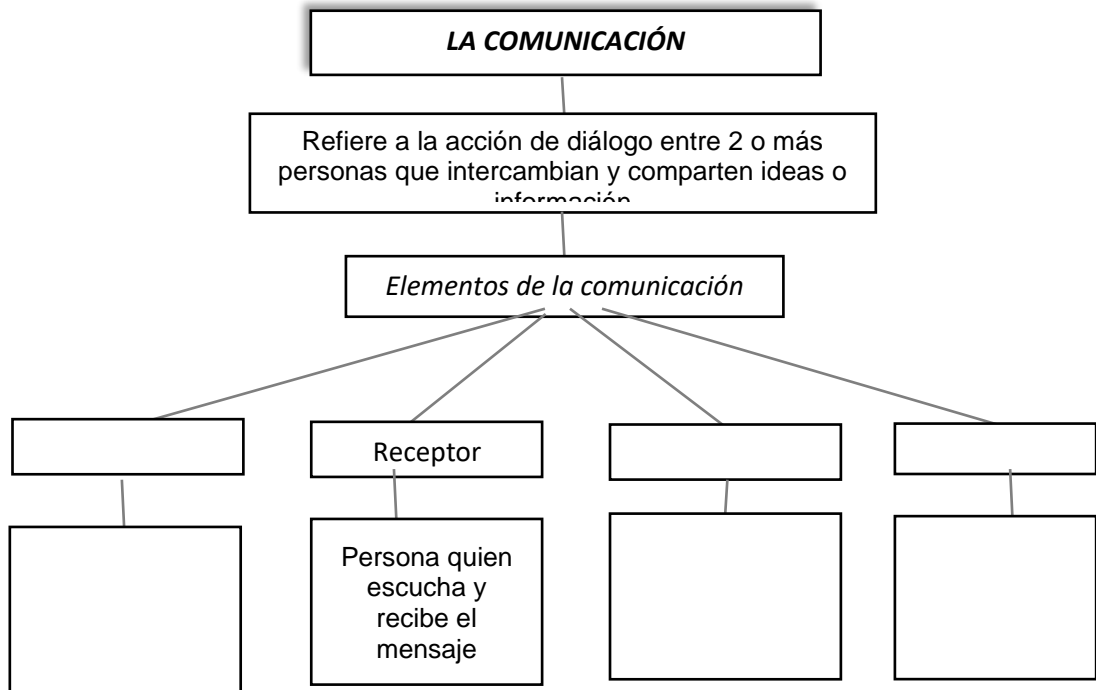 LA COMUNICACIÓN
Refiere a la acción de diálogo entre 2 o más
personas que intercambian y comparten ideas o
información
Elementos de la comunicación
Receptor
Persona quien
escucha y
recibe el
mensaje